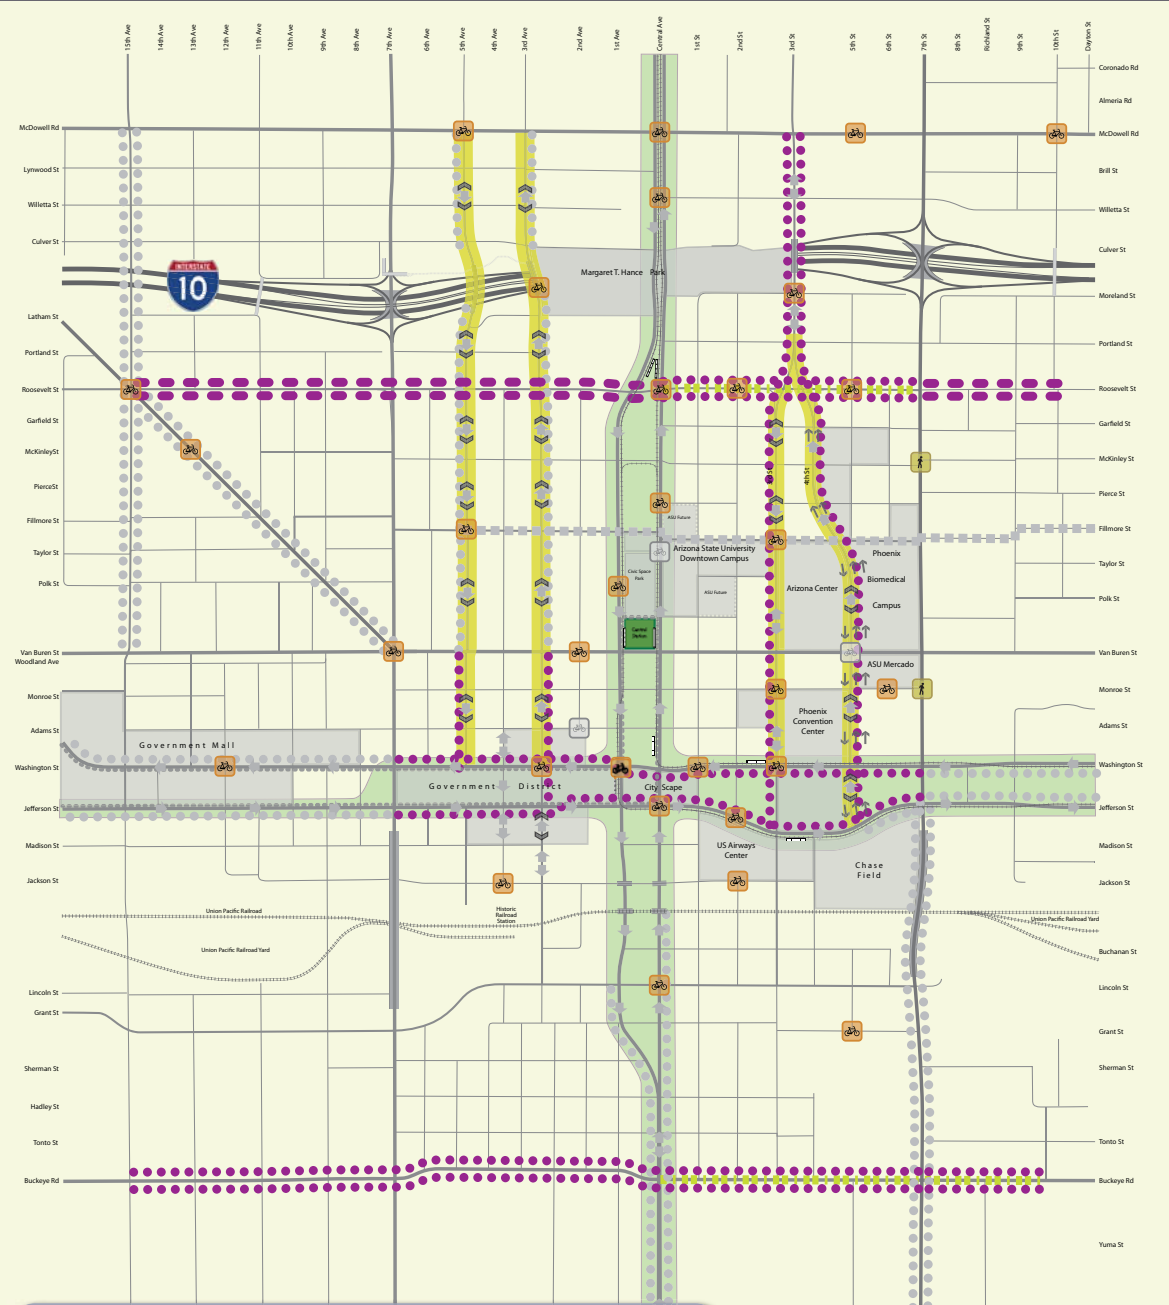 15th Ave
14th Ave
13th Ave
12th Ave
11th Ave
10th Ave
9th Ave
8th Ave
7th Ave
6th Ave
5th Ave
4th Ave
3rd Ave
2nd Ave
1st Ave
Central Ave
1st St
2nd St
3rd St
5th St
6th St
7th St
8th St
Richland St
9th St
10th St
Dayton St
Coronado Rd
Almeria Rd
McDowell Rd
McDowell Rd
Lynwood St
Brill St
Willetta St
Willetta St
Culver St
Culver St
INTERSTATE
10
Margaret T. Hance Park
Moreland St
Latham St
Portland St
Portland St
Roosevelt St
Roosevelt St
Garfield St
Garfield St
McKinleySt
McKinley St
4th St
PierceSt
Pierce St
ASU Future
Fillmore St
Fillmore St
Taylor St
Arizona State University
Downtown Campus
Phoenix
Biomedical
Campus
Taylor St
Civic Space
Park
Polk St
ASU Future
Arizona Center
Polk St
Central
Station
Van Buren St
Van Buren St
Woodland Ave
ASU Mercado
Monroe St
Monroe St
Phoenix
Convention
Center
Adams St
Adams St
Government Mall
Washington St
Washington St
Government District
City Scape
Jefferson St
Jefferson St
Madison St
US Airways
Center
Madison St
Chase
Field
Jackson St
Jackson St
Historic
Railroad
Station
Union Pacific Railroad
Union Pacific Railroad Yard
Union Pacific Railroad Yard
Buchanan St
Lincoln St
Lincoln St
Grant St
Grant St
Sherman St
Sherman St
Hadley St
Tonto St
Tonto St
Buckeye Rd
Buckeye Rd
Yuma St